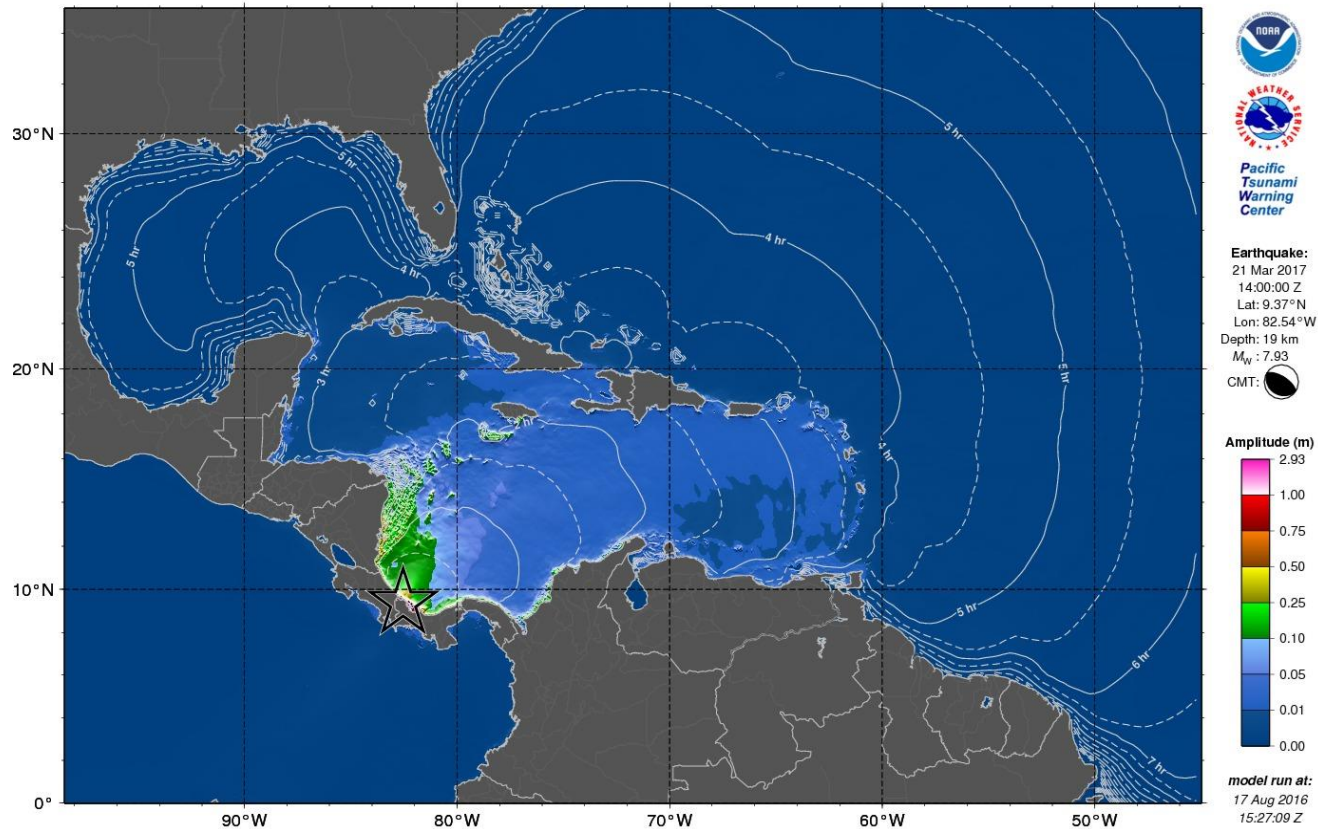 NOAA
NATIONAL WEATHER SERVICE
Pacific
Tsunami
Warning
Center
Earthquake:
21 Mar 2017
14:00:00 Z
Lat: 9.37°N
Lon: 82.54°W
Depth: 19 km
Mw : 7.93
CMT:
Amplitude (m)
2.93
1.00
0.75
0.50
0.25
0.10
0.05
0.01
0.00
model run at:
17 Aug 2016
15:27:09 Z
30°N
20°N
10°N
0°
90°W
80°W
70°W
60°W
50°W
5 hr
5 hr
5 hr
4 hr
4 hr
3 hr
5 hr
4 hr
5 hr
6 hr
7 hr